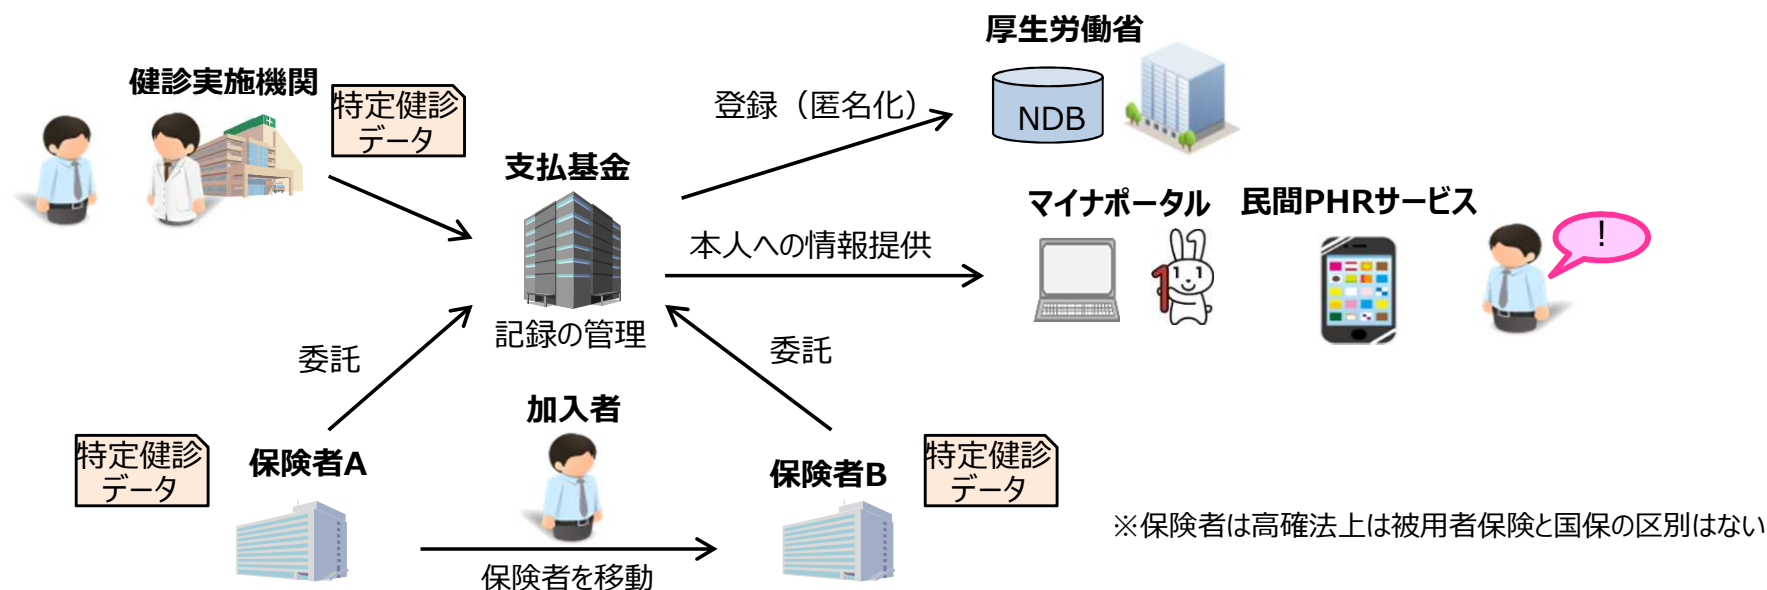 厚生労働省
健診実施機関
特定健診
データ
登録（匿名化）
NDB
支払基金
マイナポータル
民間PHRサービス
!
1
本人への情報提供
記録の管理
委託
委託
加入者
特定健診
データ
保険者A
保険者B
特定健診
データ
※保険者は高確法上は被用者保険と国保の区別はない
保険者を移動